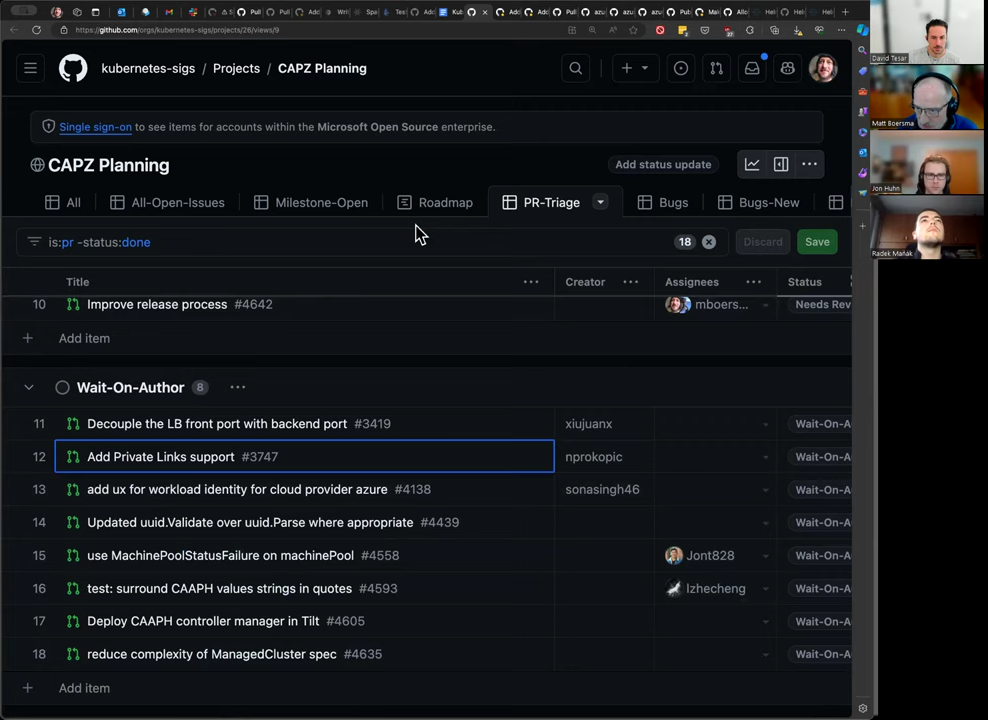 https://github.com/orgs/kubernetes-sigs/projects/26/views/9
kubernetes-sigs / Projects / CAPZ Planning
Single sign-on to see items for accounts within the Microsoft Open Source enterprise.
CAPZ Planning
Add status update
All
All-Open-Issues
Milestone-Open
Roadmap
PR-Triage
Bugs
Bugs-New
is:pr -status:done
18
Discard
Save
Title
Creator
Assignees
Status
10 Improve release process #4642 mboers... Needs Rev
Add item
Wait-On-Author 8
11 Decouple the LB front port with backend port #3419 xiujuanx Wait-On-A
12 Add Private Links support #3747 nprokopic Wait-On-A
13 add ux for workload identity for cloud provider azure #4138 sonasingh46 Wait-On-A
14 Updated uuid.Validate over uuid.Parse where appropriate #4439 Wait-On-A
15 use MachinePoolStatusFailure on machinePool #4558 Jont828 Wait-On-A
16 test: surround CAAPH values strings in quotes #4593 lzhecheng Wait-On-A
17 Deploy CAAPH controller manager in Tilt #4605 Wait-On-A
18 reduce complexity of ManagedCluster spec #4635 Wait-On-A
Add item
David Tesar
Matt Boersma
Jon Huhn
Radek Maňák